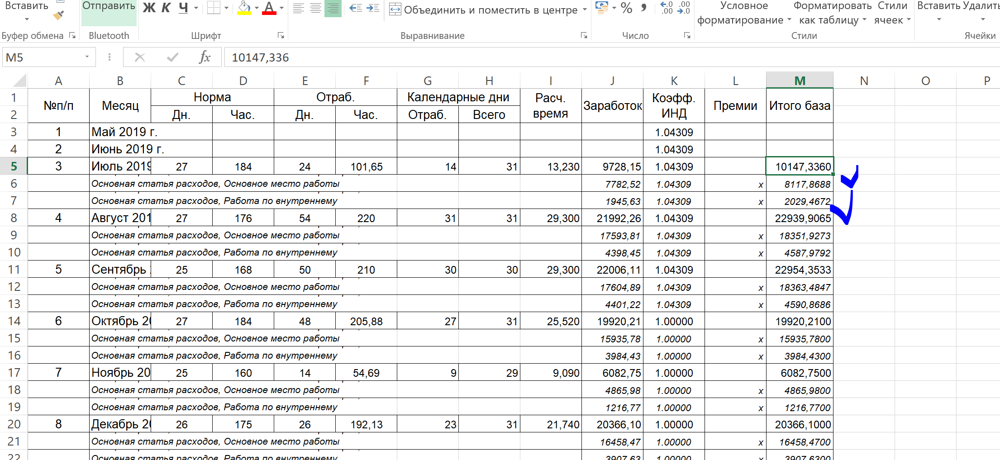 Вставить Отправить Ж К Ч А Объединить и поместить в центре % ,00 Условное форматирование Форматировать как таблицу Стили ячеек Вставить Удалить
Буфер обмена Bluetooth Шрифт Выравнивание Число Стили Ячейки
M5 fx 10147,336
A B C D E F G H I J K L M N O P
1 №п/п Месяц Норма Отраб. Календарные дни Расч. время Заработок Коэфф. ИНД Премии Итого база
2 Дн. Час. Дн. Час. Отраб. Всего
3 1 Май 2019 г. 1.04309
4 2 Июнь 2019 г. 1.04309
5 3 Июль 2019 27 184 24 101,65 14 31 13,230 9728,15 1.04309 10147,3360
6 Основная статья расходов, Основное место работы 7782,52 1.04309 x 8117,8688
7 Основная статья расходов, Работа по внутреннему 1945,63 1.04309 x 2029,4672
8 4 Август 201 27 176 54 220 31 31 29,300 21992,26 1.04309 22939,9065
9 Основная статья расходов, Основное место работы 17593,81 1.04309 x 18351,9273
10 Основная статья расходов, Работа по внутреннему 4398,45 1.04309 x 4587,9792
11 5 Сентябрь 25 168 50 210 30 30 29,300 22006,11 1.04309 22954,3533
12 Основная статья расходов, Основное место работы 17604,89 1.04309 x 18363,4847
13 Основная статья расходов, Работа по внутреннему 4401,22 1.04309 x 4590,8686
14 6 Октябрь 20 27 184 48 205,88 27 31 25,520 19920,21 1.00000 19920,2100
15 Основная статья расходов, Основное место работы 15935,78 1.00000 x 15935,7800
16 Основная статья расходов, Работа по внутреннему 3984,43 1.00000 x 3984,4300
17 7 Ноябрь 20 25 160 14 54,69 9 29 9,090 6082,75 1.00000 6082,7500
18 Основная статья расходов, Основное место работы 4865,98 1.00000 x 4865,9800
19 Основная статья расходов, Работа по внутреннему 1216,77 1.00000 x 1216,7700
20 8 Декабрь 20 26 175 26 192,13 23 31 21,740 20366,10 1.00000 20366,1000
21 Основная статья расходов, Основное место работы 16458,47 1.00000 x 16458,4700
22 Основная статья расходов, Работа по внутреннему 3907,63 1.00000 x 3907,6300